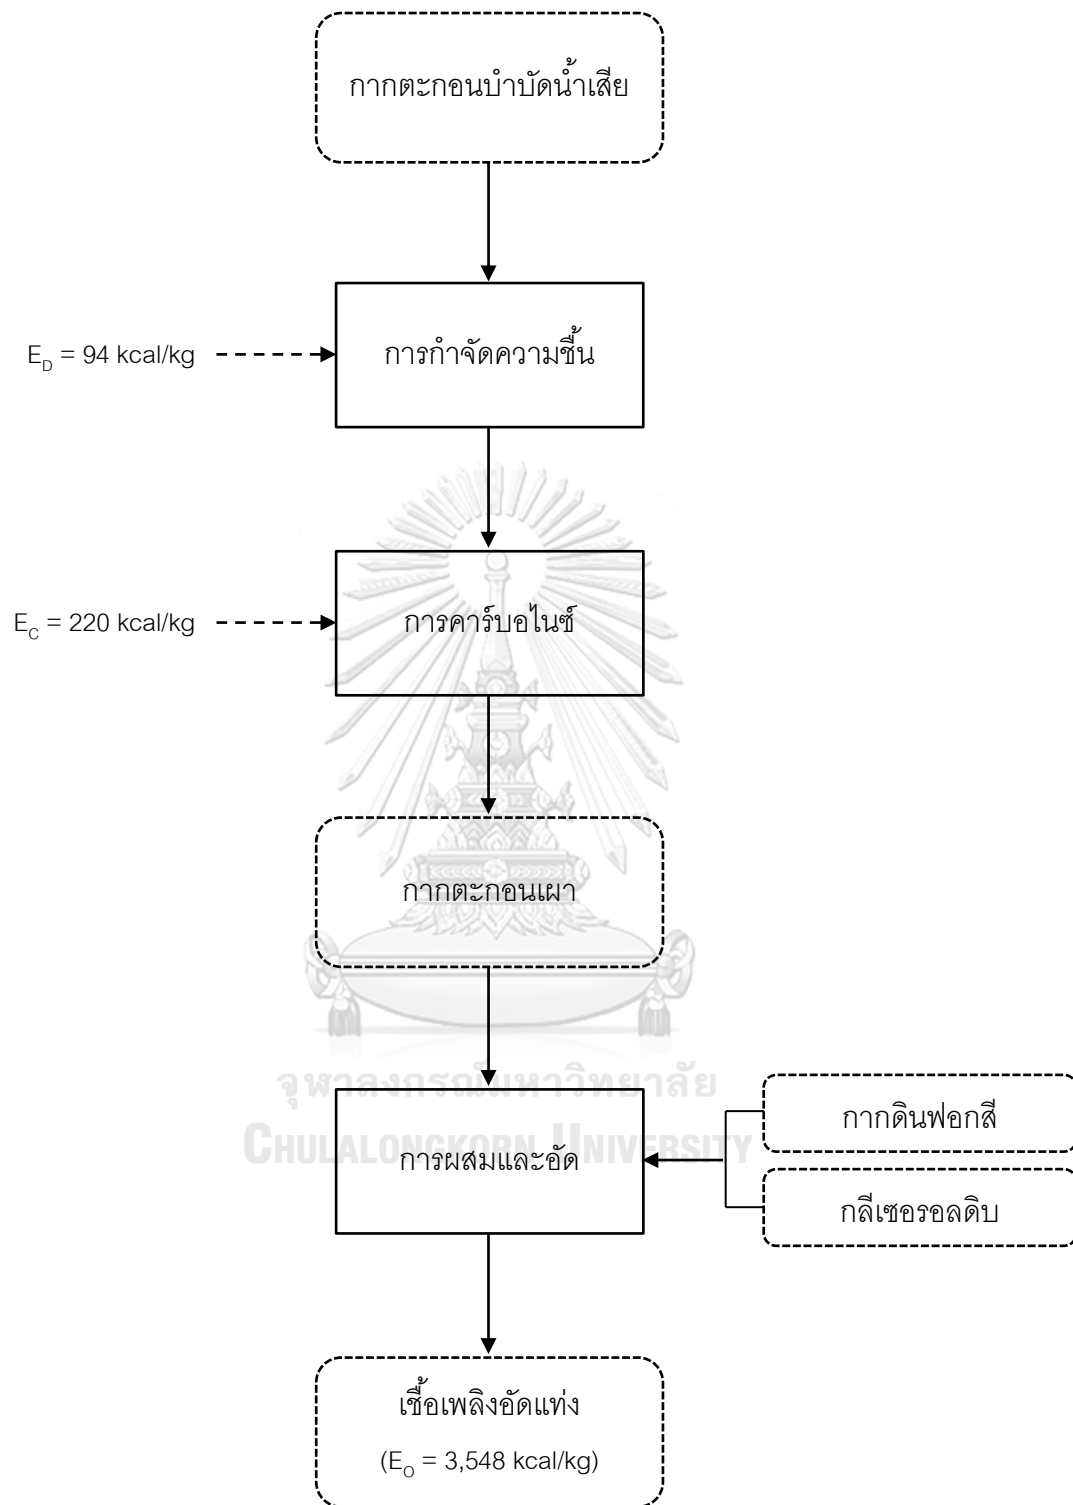 กากตะกอนบำบัดน้ำเสีย
E_D = 94 kcal/kg
การกำจัดความชื้น
E_C = 220 kcal/kg
การคาร์บอไนซ์
กากตะกอนเผา
จุฬาลงกรณ์มหาวิทยาลัย
CHULALONGKORN UNIVERSITY
การผสมและอัด
กากดินฟอกสี
กลีเซอรอลดิบ
เชื้อเพลิงอัดแท่ง
(E_O = 3,548 kcal/kg)